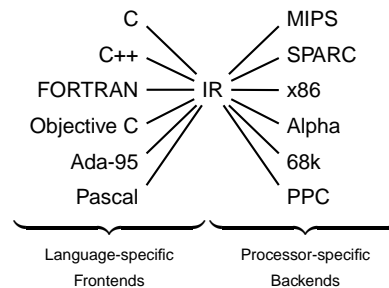 C
C++
FORTRAN
Objective C
Ada-95
Pascal
IR
MIPS
SPARC
x86
Alpha
68k
PPC
Language-specific
Frontends
Processor-specific
Backends